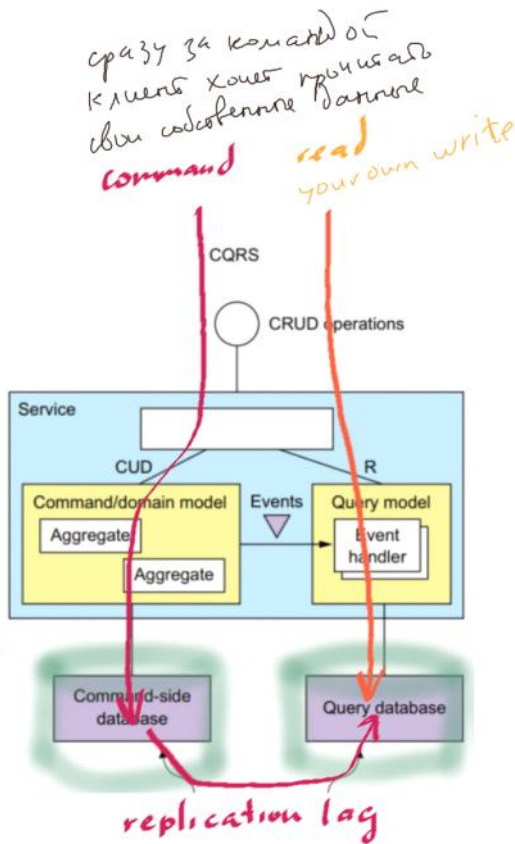 сразу за командой
клиент хочет прочитать
свои собственные данные
command
read
your own write
CQRS
CRUD operations
Service
CUD
R
Command/domain model
Events
Query model
Aggregate
Event
handler
Aggregate
Command-side
database
Query database
replication lag